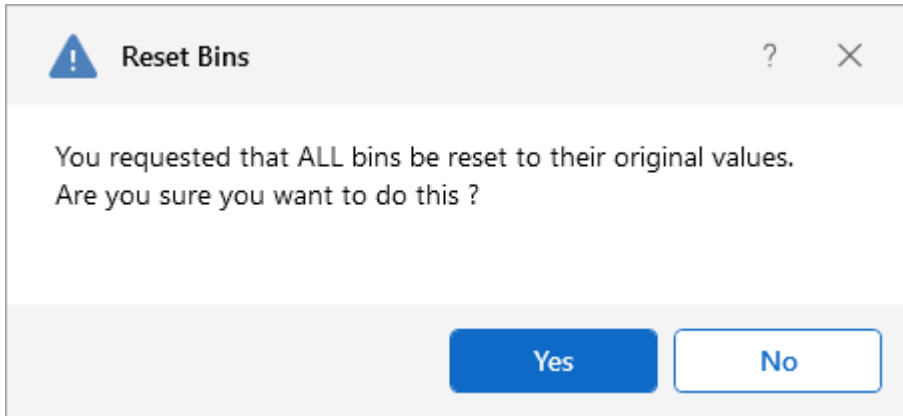 Reset Bins
?
You requested that ALL bins be reset to their original values.
Are you sure you want to do this ?
Yes
No